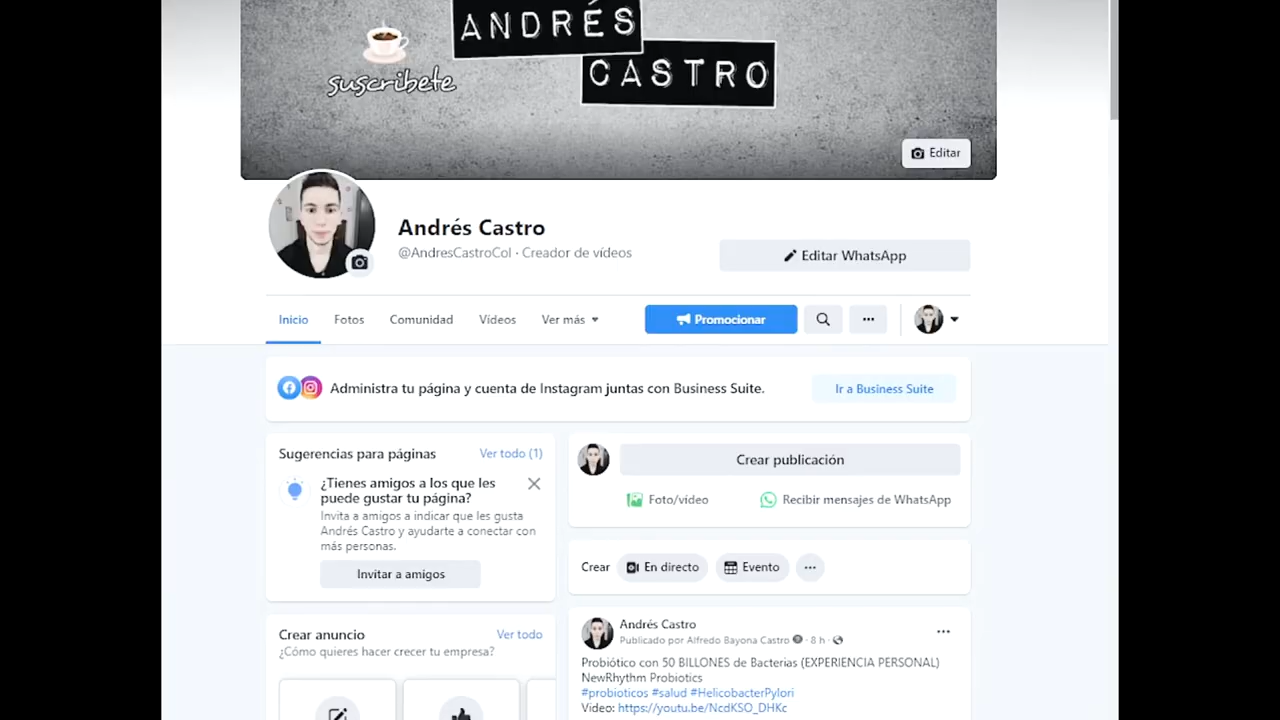 ANDRÉS
CASTRO
suscribete
Editar
Andrés Castro
@AndresCastroCol · Creador de vídeos
Editar WhatsApp
Inicio
Fotos
Comunidad
Vídeos
Ver más
Promocionar
Administra tu página y cuenta de Instagram juntas con Business Suite.
Ir a Business Suite
Sugerencias para páginas
Ver todo (1)
¿Tienes amigos a los que les
puede gustar tu página?
Invita a amigos a indicar que les gusta
Andrés Castro y ayudarte a conectar con
más personas.
Invitar a amigos
Crear anuncio
Ver todo
¿Cómo quieres hacer crecer tu empresa?
Crear publicación
Foto/vídeo
Recibir mensajes de WhatsApp
Crear
En directo
Evento
Andrés Castro
Publicado por Alfredo Bayona Castro · 8 h ·
Probiótico con 50 BILLONES de Bacterias (EXPERIENCIA PERSONAL)
NewRhythm Probiotics
#probioticos #salud #HelicobacterPylori
Video: https://youtu.be/NcdKSO_DHKc